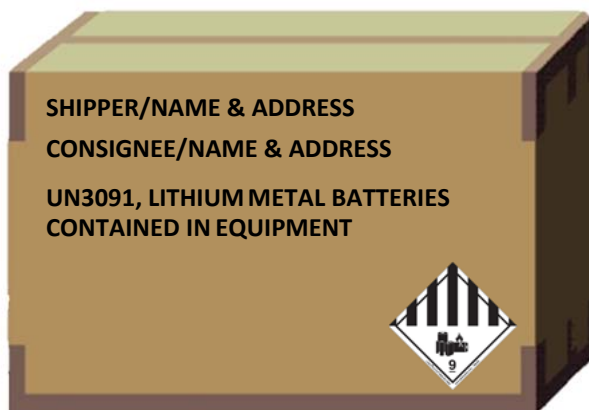 SHIPPER/NAME & ADDRESS
CONSIGNEE/NAME & ADDRESS
UN3091, LITHIUM METAL BATTERIES
CONTAINED IN EQUIPMENT
9